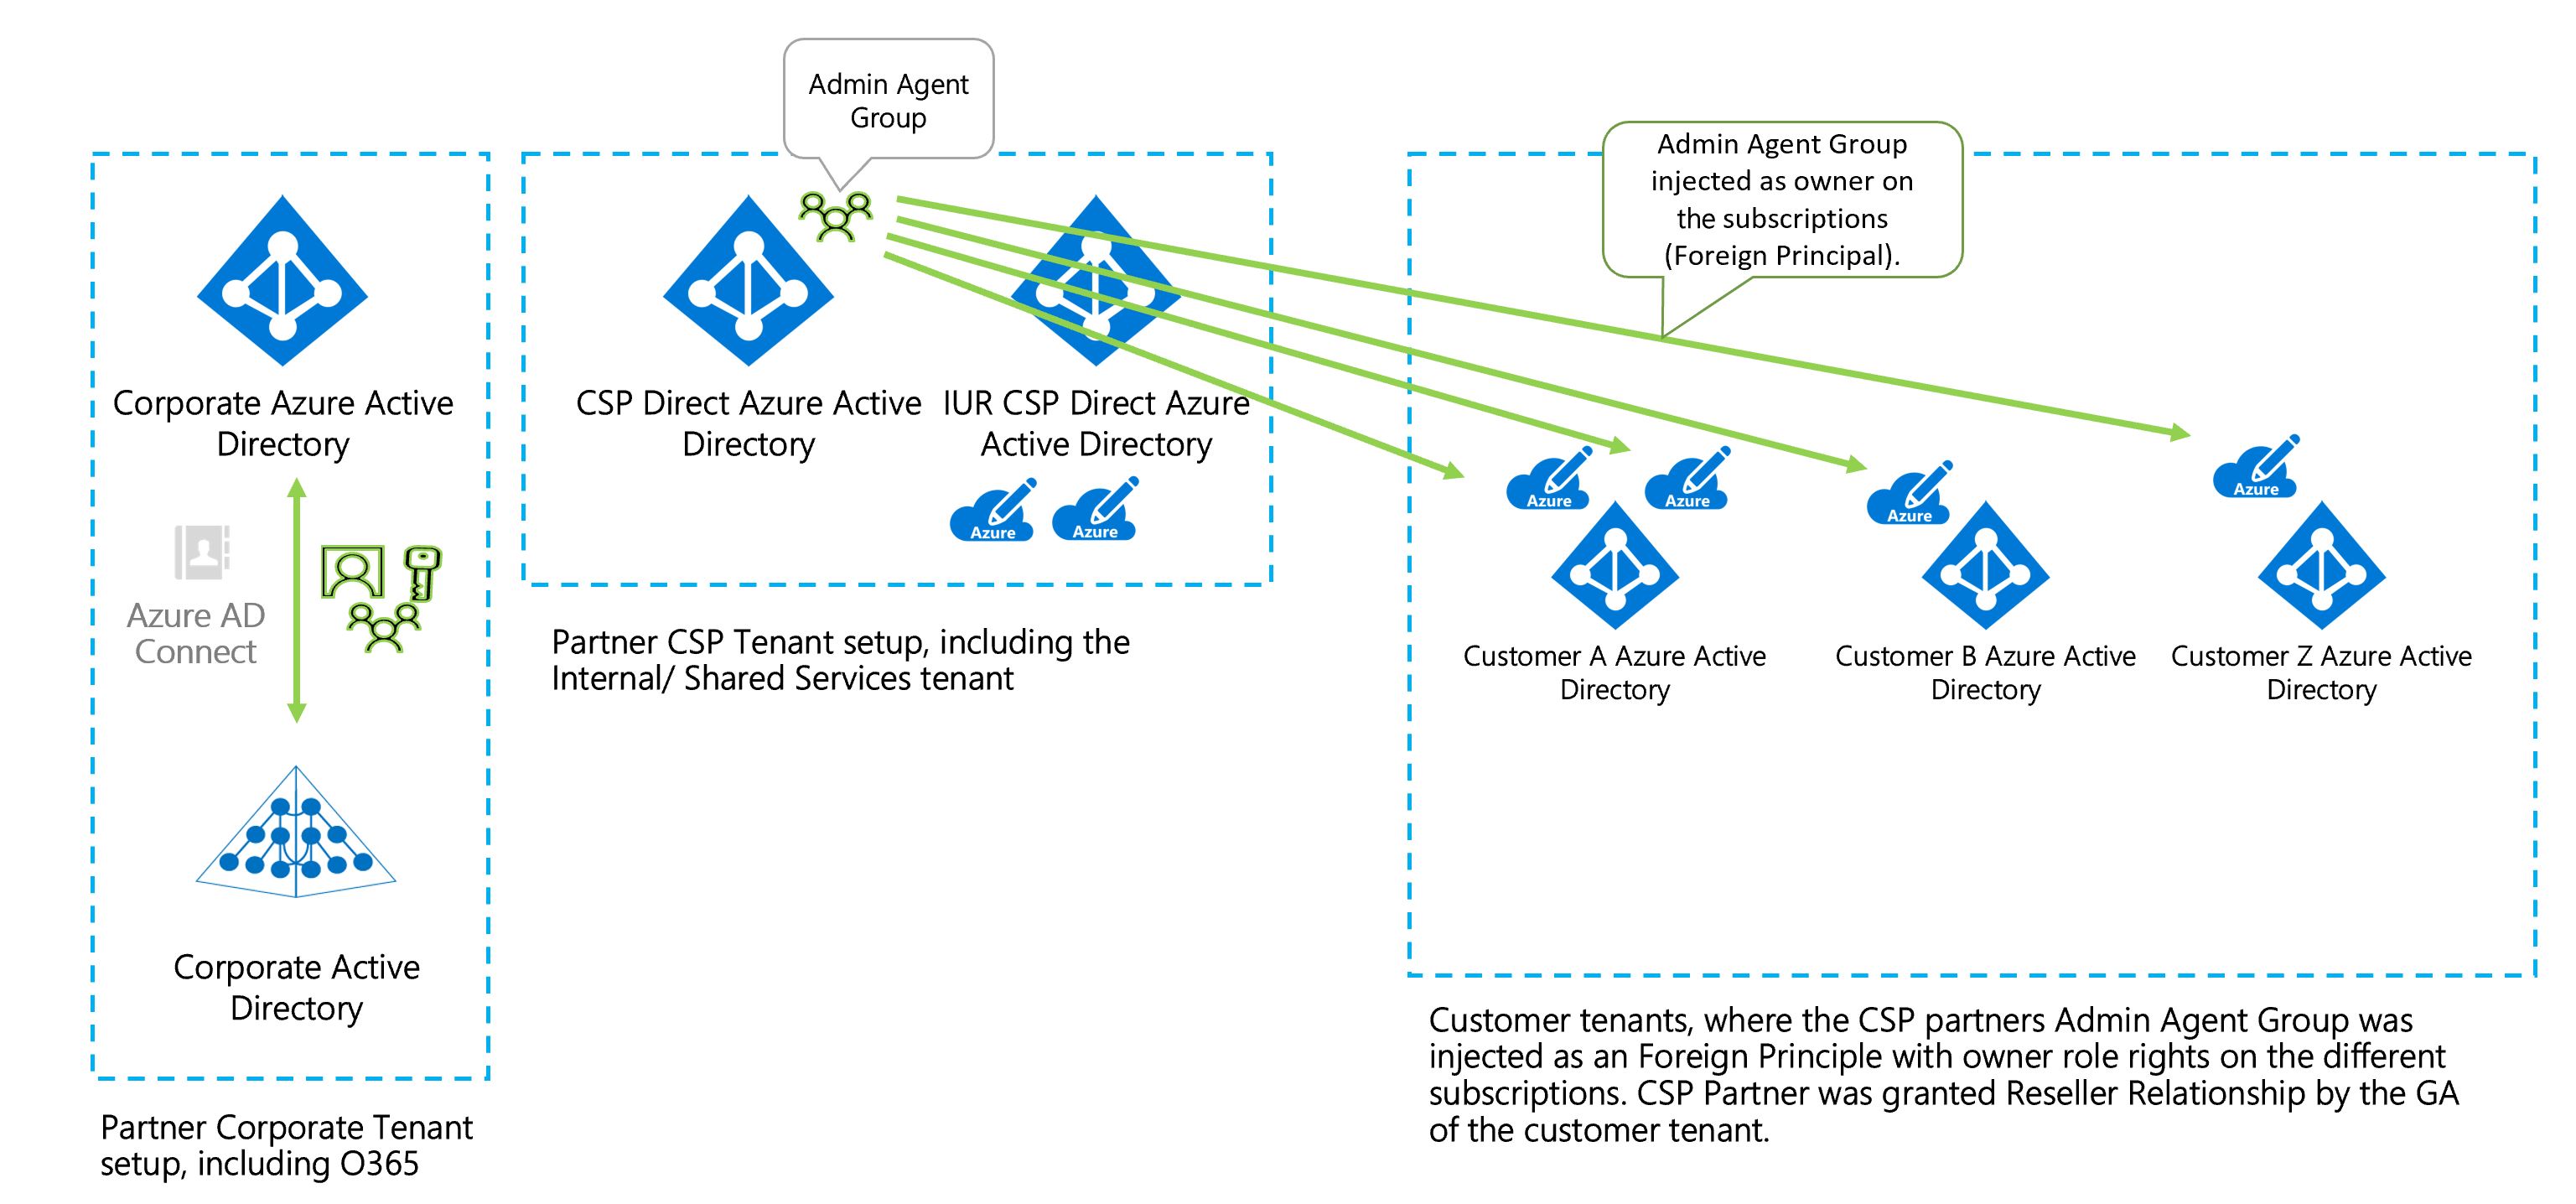 Admin Agent
Group
Admin Agent Group
injected as owner on
the subscriptions
(Foreign Principal).
Corporate Azure Active
Directory
Azure AD
Connect
Corporate Active
Directory
Partner Corporate Tenant
setup, including O365
CSP Direct Azure Active
Directory
IUR CSP Direct Azure
Active Directory
Azure
Azure
Partner CSP Tenant setup, including the
Internal/ Shared Services tenant
Azure
Azure
Customer A Azure Active
Directory
Azure
Customer B Azure Active
Directory
Azure
Customer Z Azure Active
Directory
Customer tenants, where the CSP partners Admin Agent Group was
injected as an Foreign Principle with owner role rights on the different
subscriptions. CSP Partner was granted Reseller Relationship by the GA
of the customer tenant.